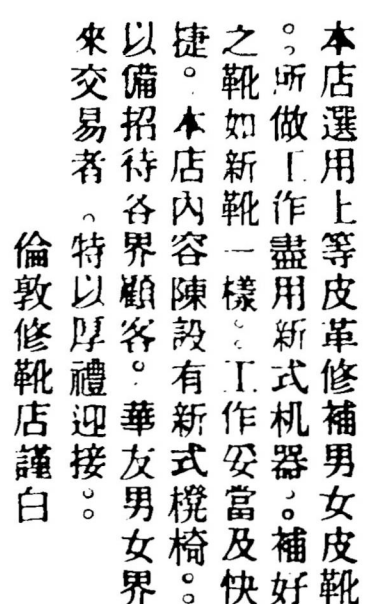 本店選用上等皮革修補男女皮靴
。所做工作盡用新式机器。補好
之靴如新靴一樣。工作妥當及快
捷。本店內容陳設有新式櫈椅。
以備招待各界顧客。華友男女界
來交易者。特以厚禮迎接。
倫敦修靴店謹白